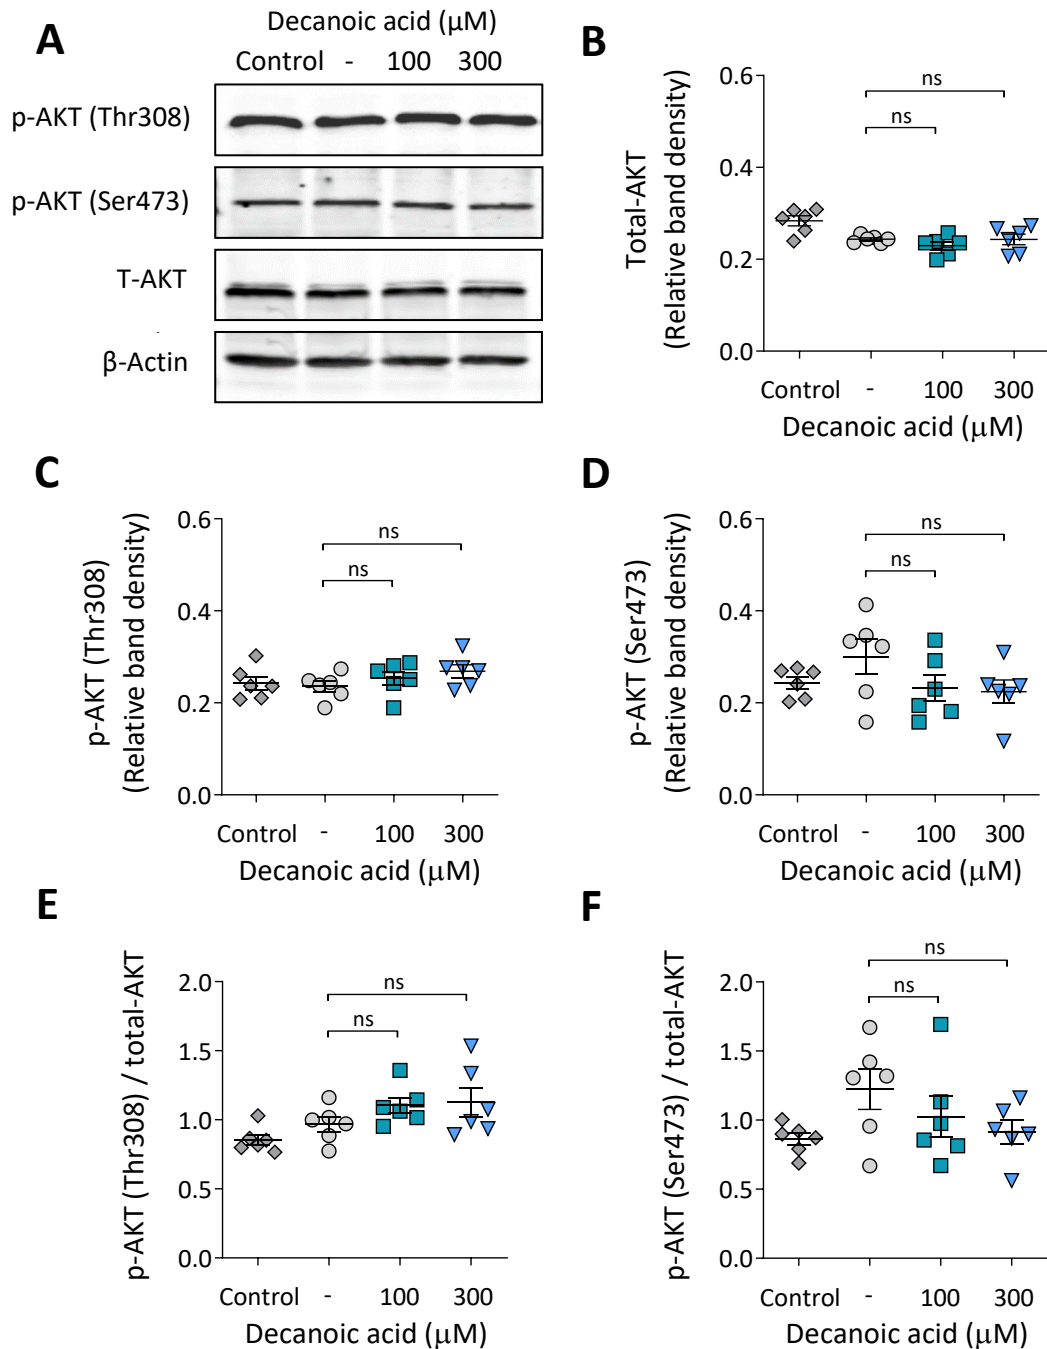 A
Decanoic acid (μM)
Control - 100 300
p-AKT (Thr308)
p-AKT (Ser473)
T-AKT
β-Actin
B
Total-AKT
(Relative band density)
0.6
0.4
0.2
0.0
ns
ns
Control - 100 300
Decanoic acid (μM)
C
p-AKT (Thr308)
(Relative band density)
0.6
0.4
0.2
0.0
ns
ns
Control - 100 300
Decanoic acid (μM)
D
p-AKT (Ser473)
(Relative band density)
0.6
0.4
0.2
0.0
ns
ns
Control - 100 300
Decanoic acid (μM)
E
p-AKT (Thr308) / total-AKT
2.0
1.5
1.0
0.5
0.0
ns
ns
Control - 100 300
Decanoic acid (μM)
F
p-AKT (Ser473) / total-AKT
2.0
1.5
1.0
0.5
0.0
ns
ns
Control - 100 300
Decanoic acid (μM)